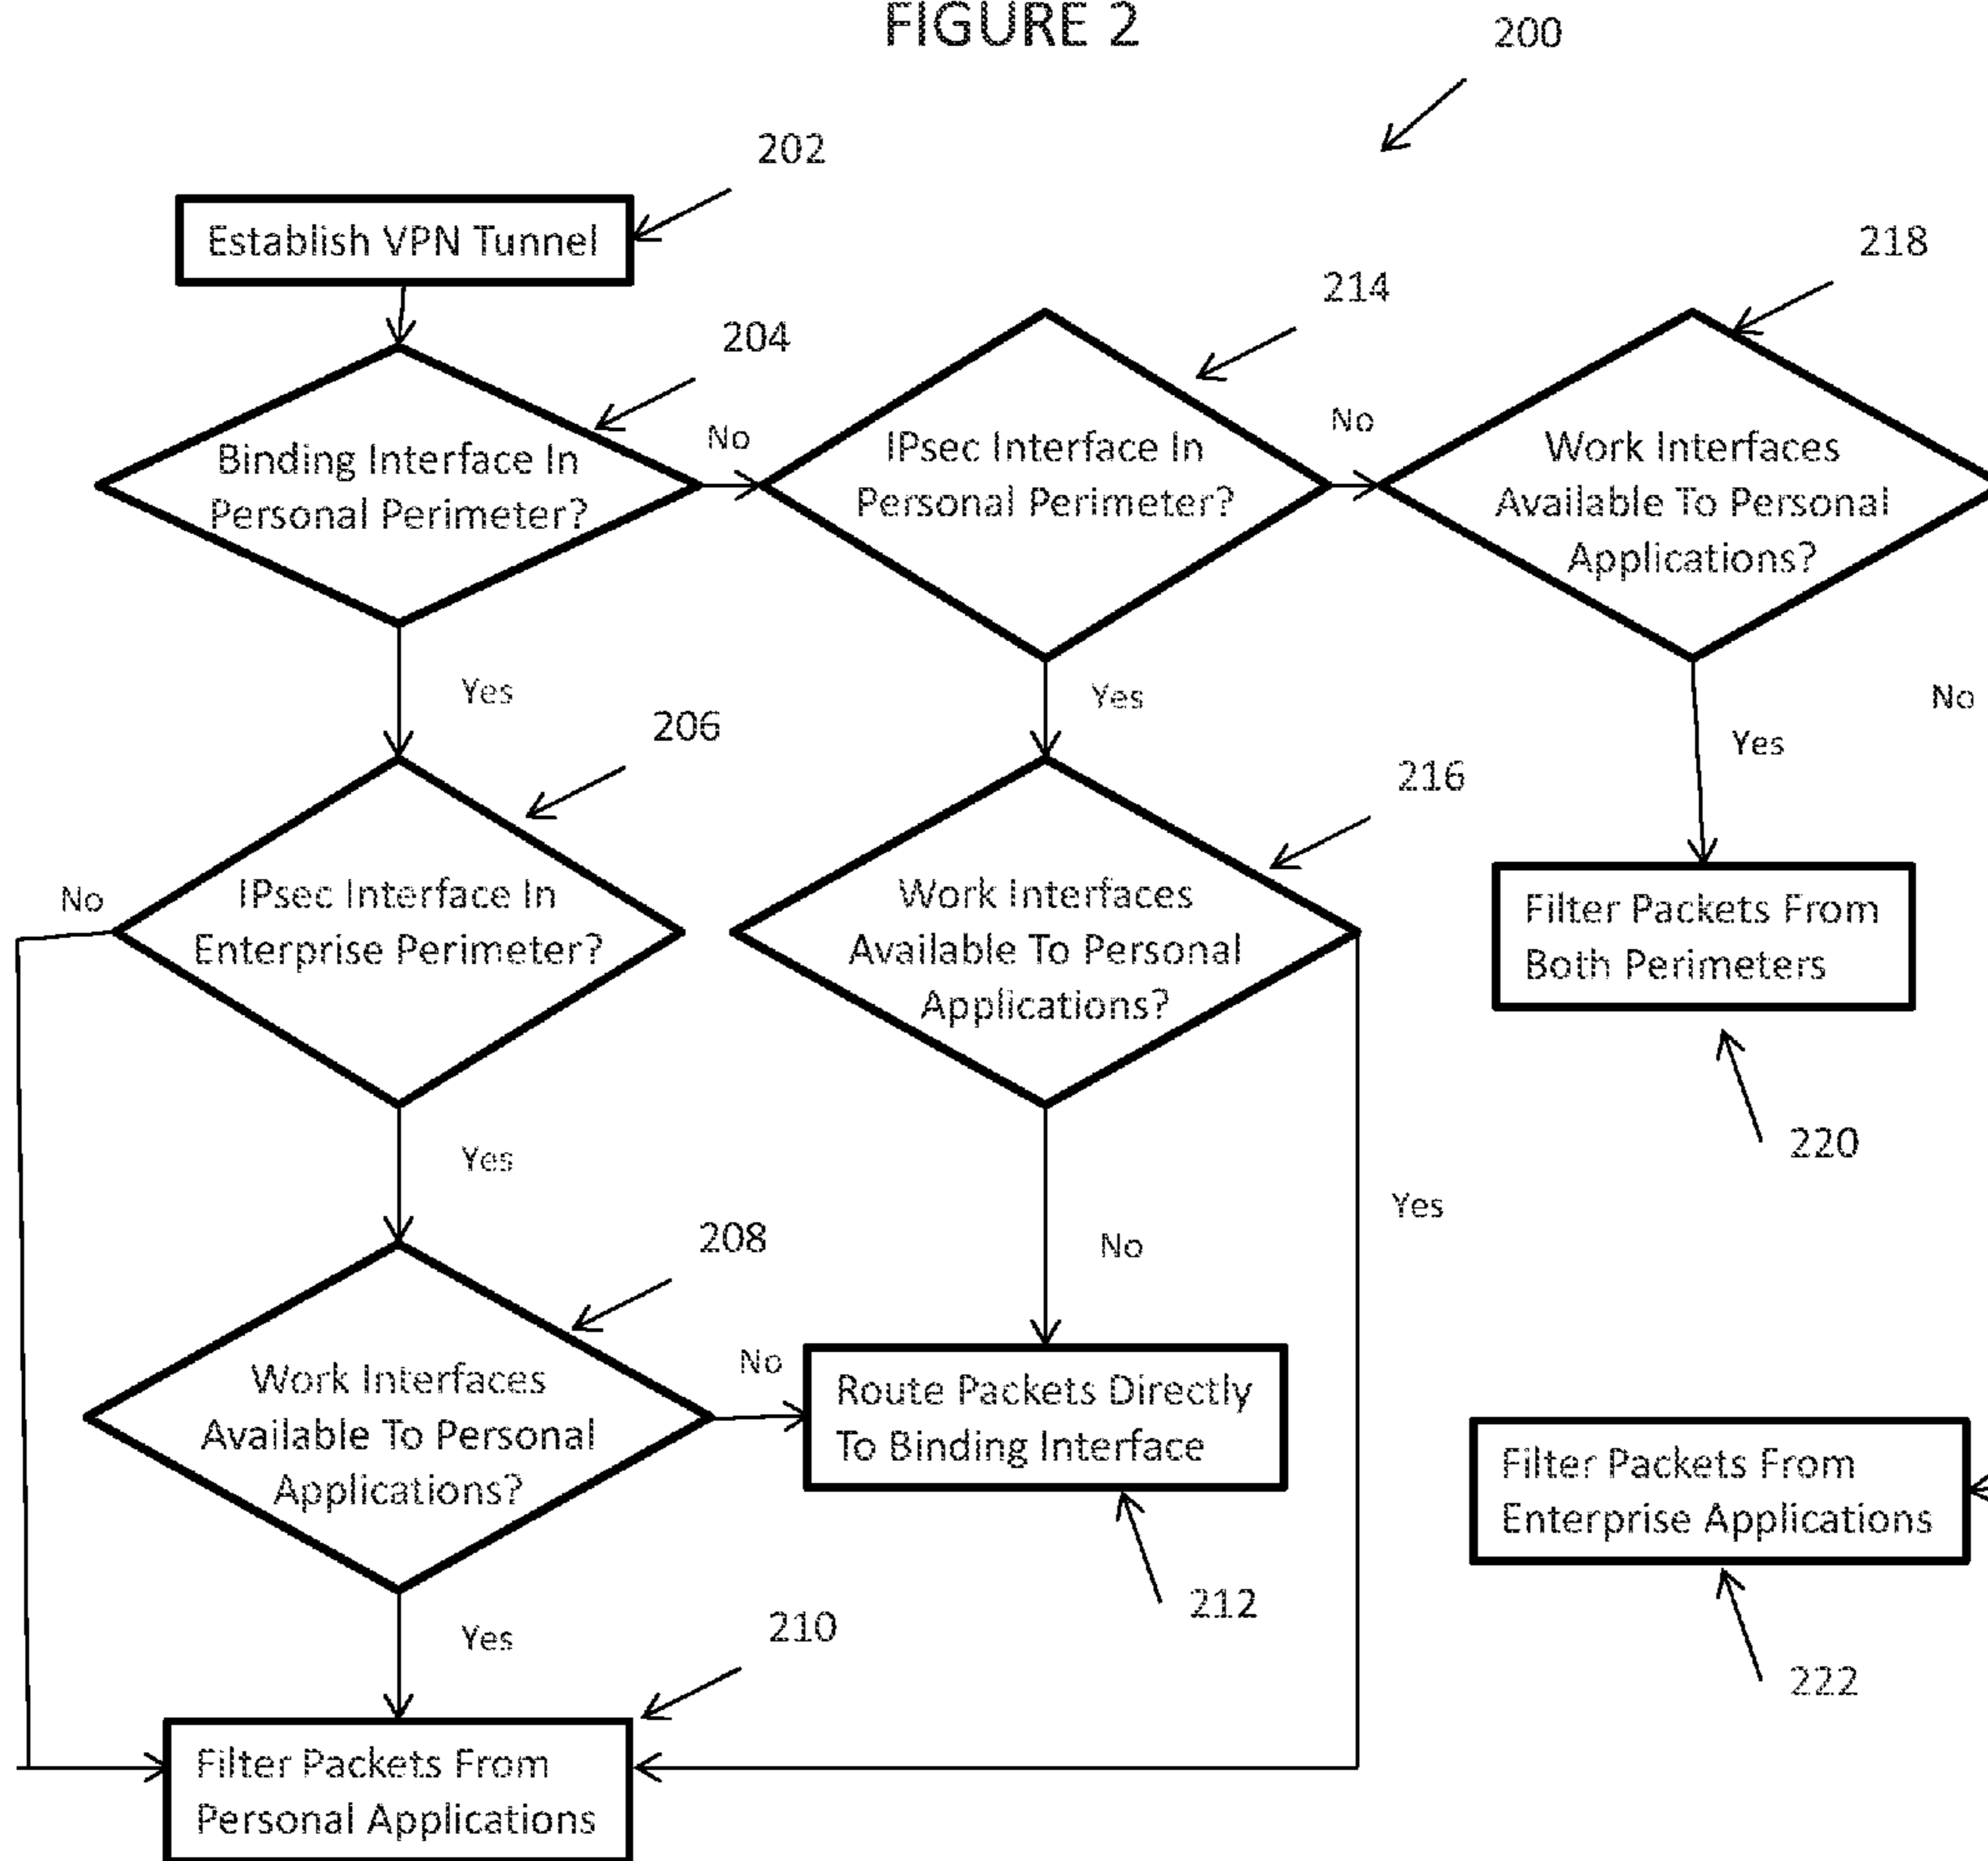 FIGURE 2
200
202
Establish VPN Tunnel
204
Binding Interface In
Personal Perimeter?
No
214
IPsec Interface In
Personal Perimeter?
No
218
Work Interfaces
Available To Personal
Applications?
Yes
Yes
No
Yes
206
IPsec Interface In
Enterprise Perimeter?
No
216
Work Interfaces
Available To Personal
Applications?
Filter Packets From
Both Perimeters
220
Yes
Yes
No
208
Work Interfaces
Available To Personal
Applications?
No
Route Packets Directly
To Binding Interface
212
Filter Packets From
Enterprise Applications
222
Yes
210
Filter Packets From
Personal Applications